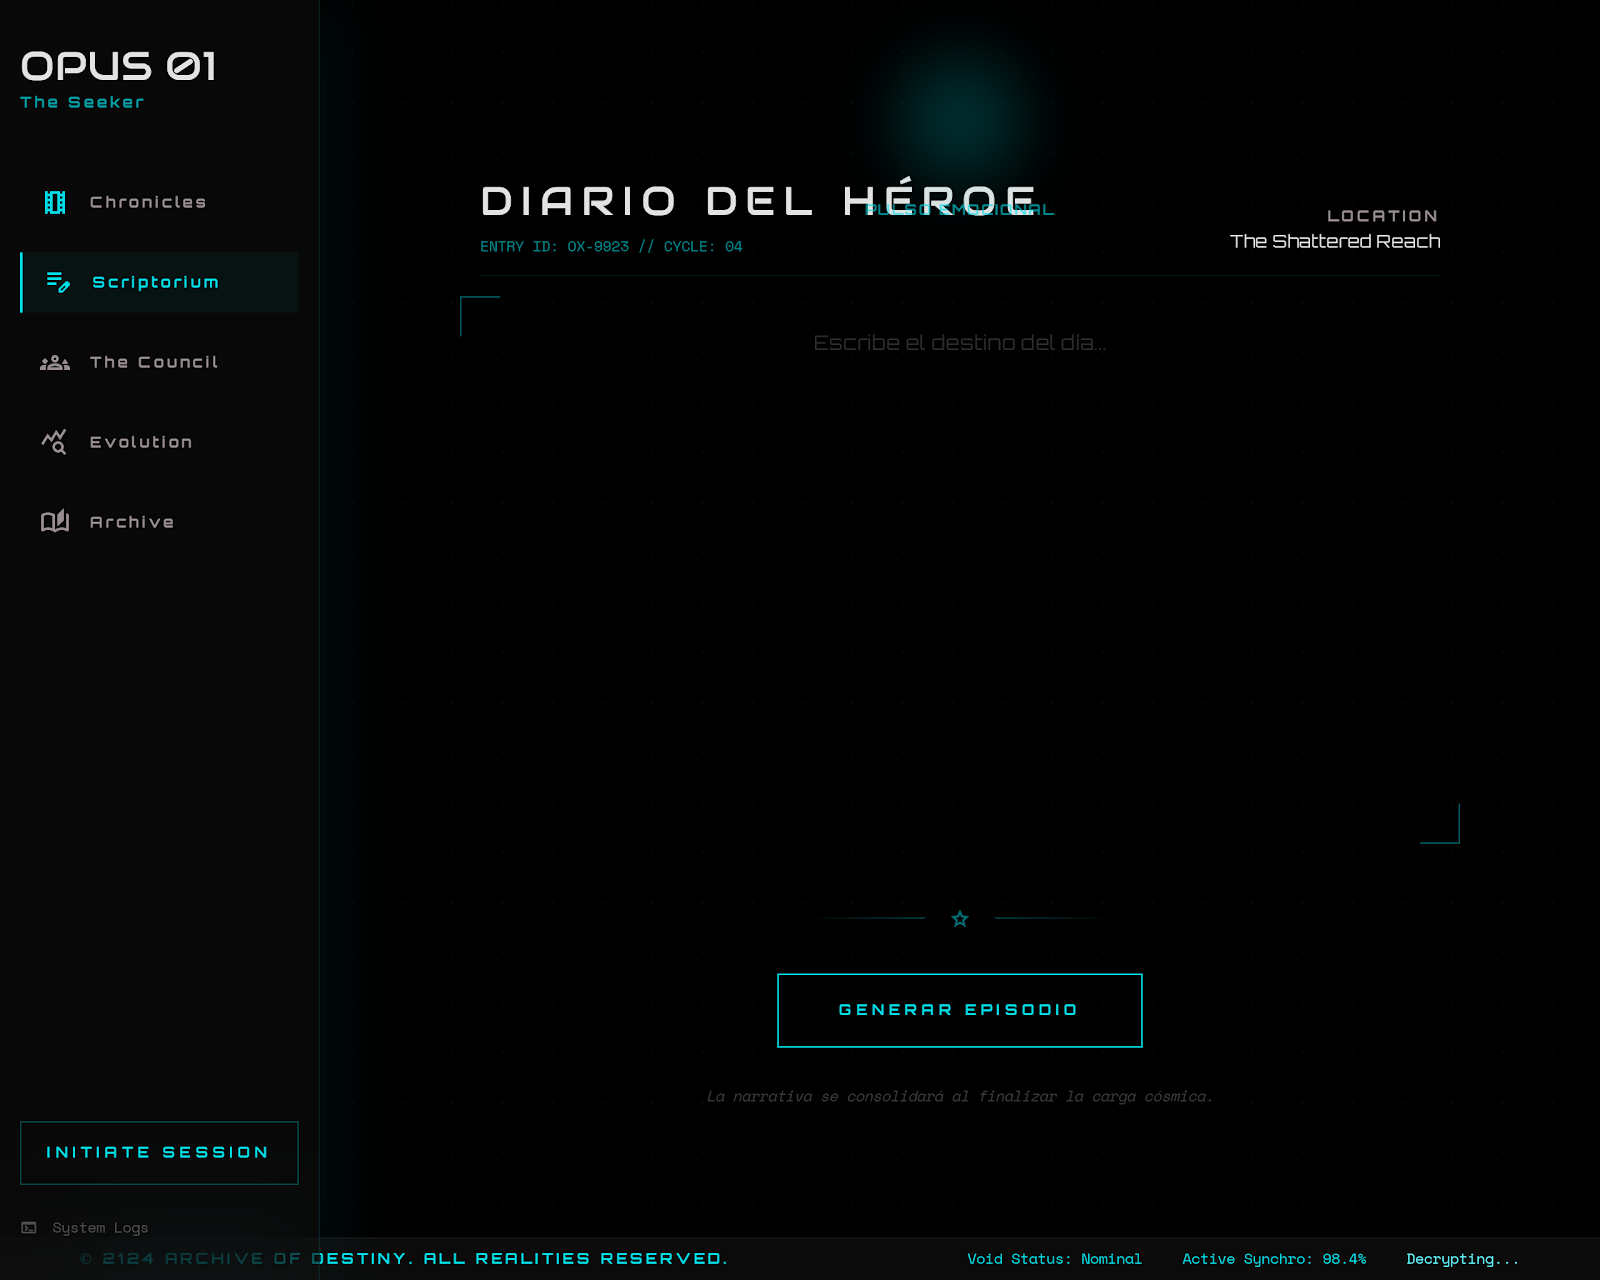 OPUS 01
The Seeker
Chronicles
Scriptorium
The Council
Evolution
Archive
INITIATE SESSION
System Logs
PULSO EMOCIONAL
DIARIO DEL HÉROE
ENTRY ID: OX-9923 // CYCLE: 04
LOCATION
The Shattered Reach
Escribe el destino del día...
GENERAR EPISODIO
La narrativa se consolidará al finalizar la carga cósmica.
© 2124 ARCHIVE OF DESTINY. ALL REALITIES RESERVED.
Void Status: Nominal
Active Synchro: 98.4%
Decrypting...